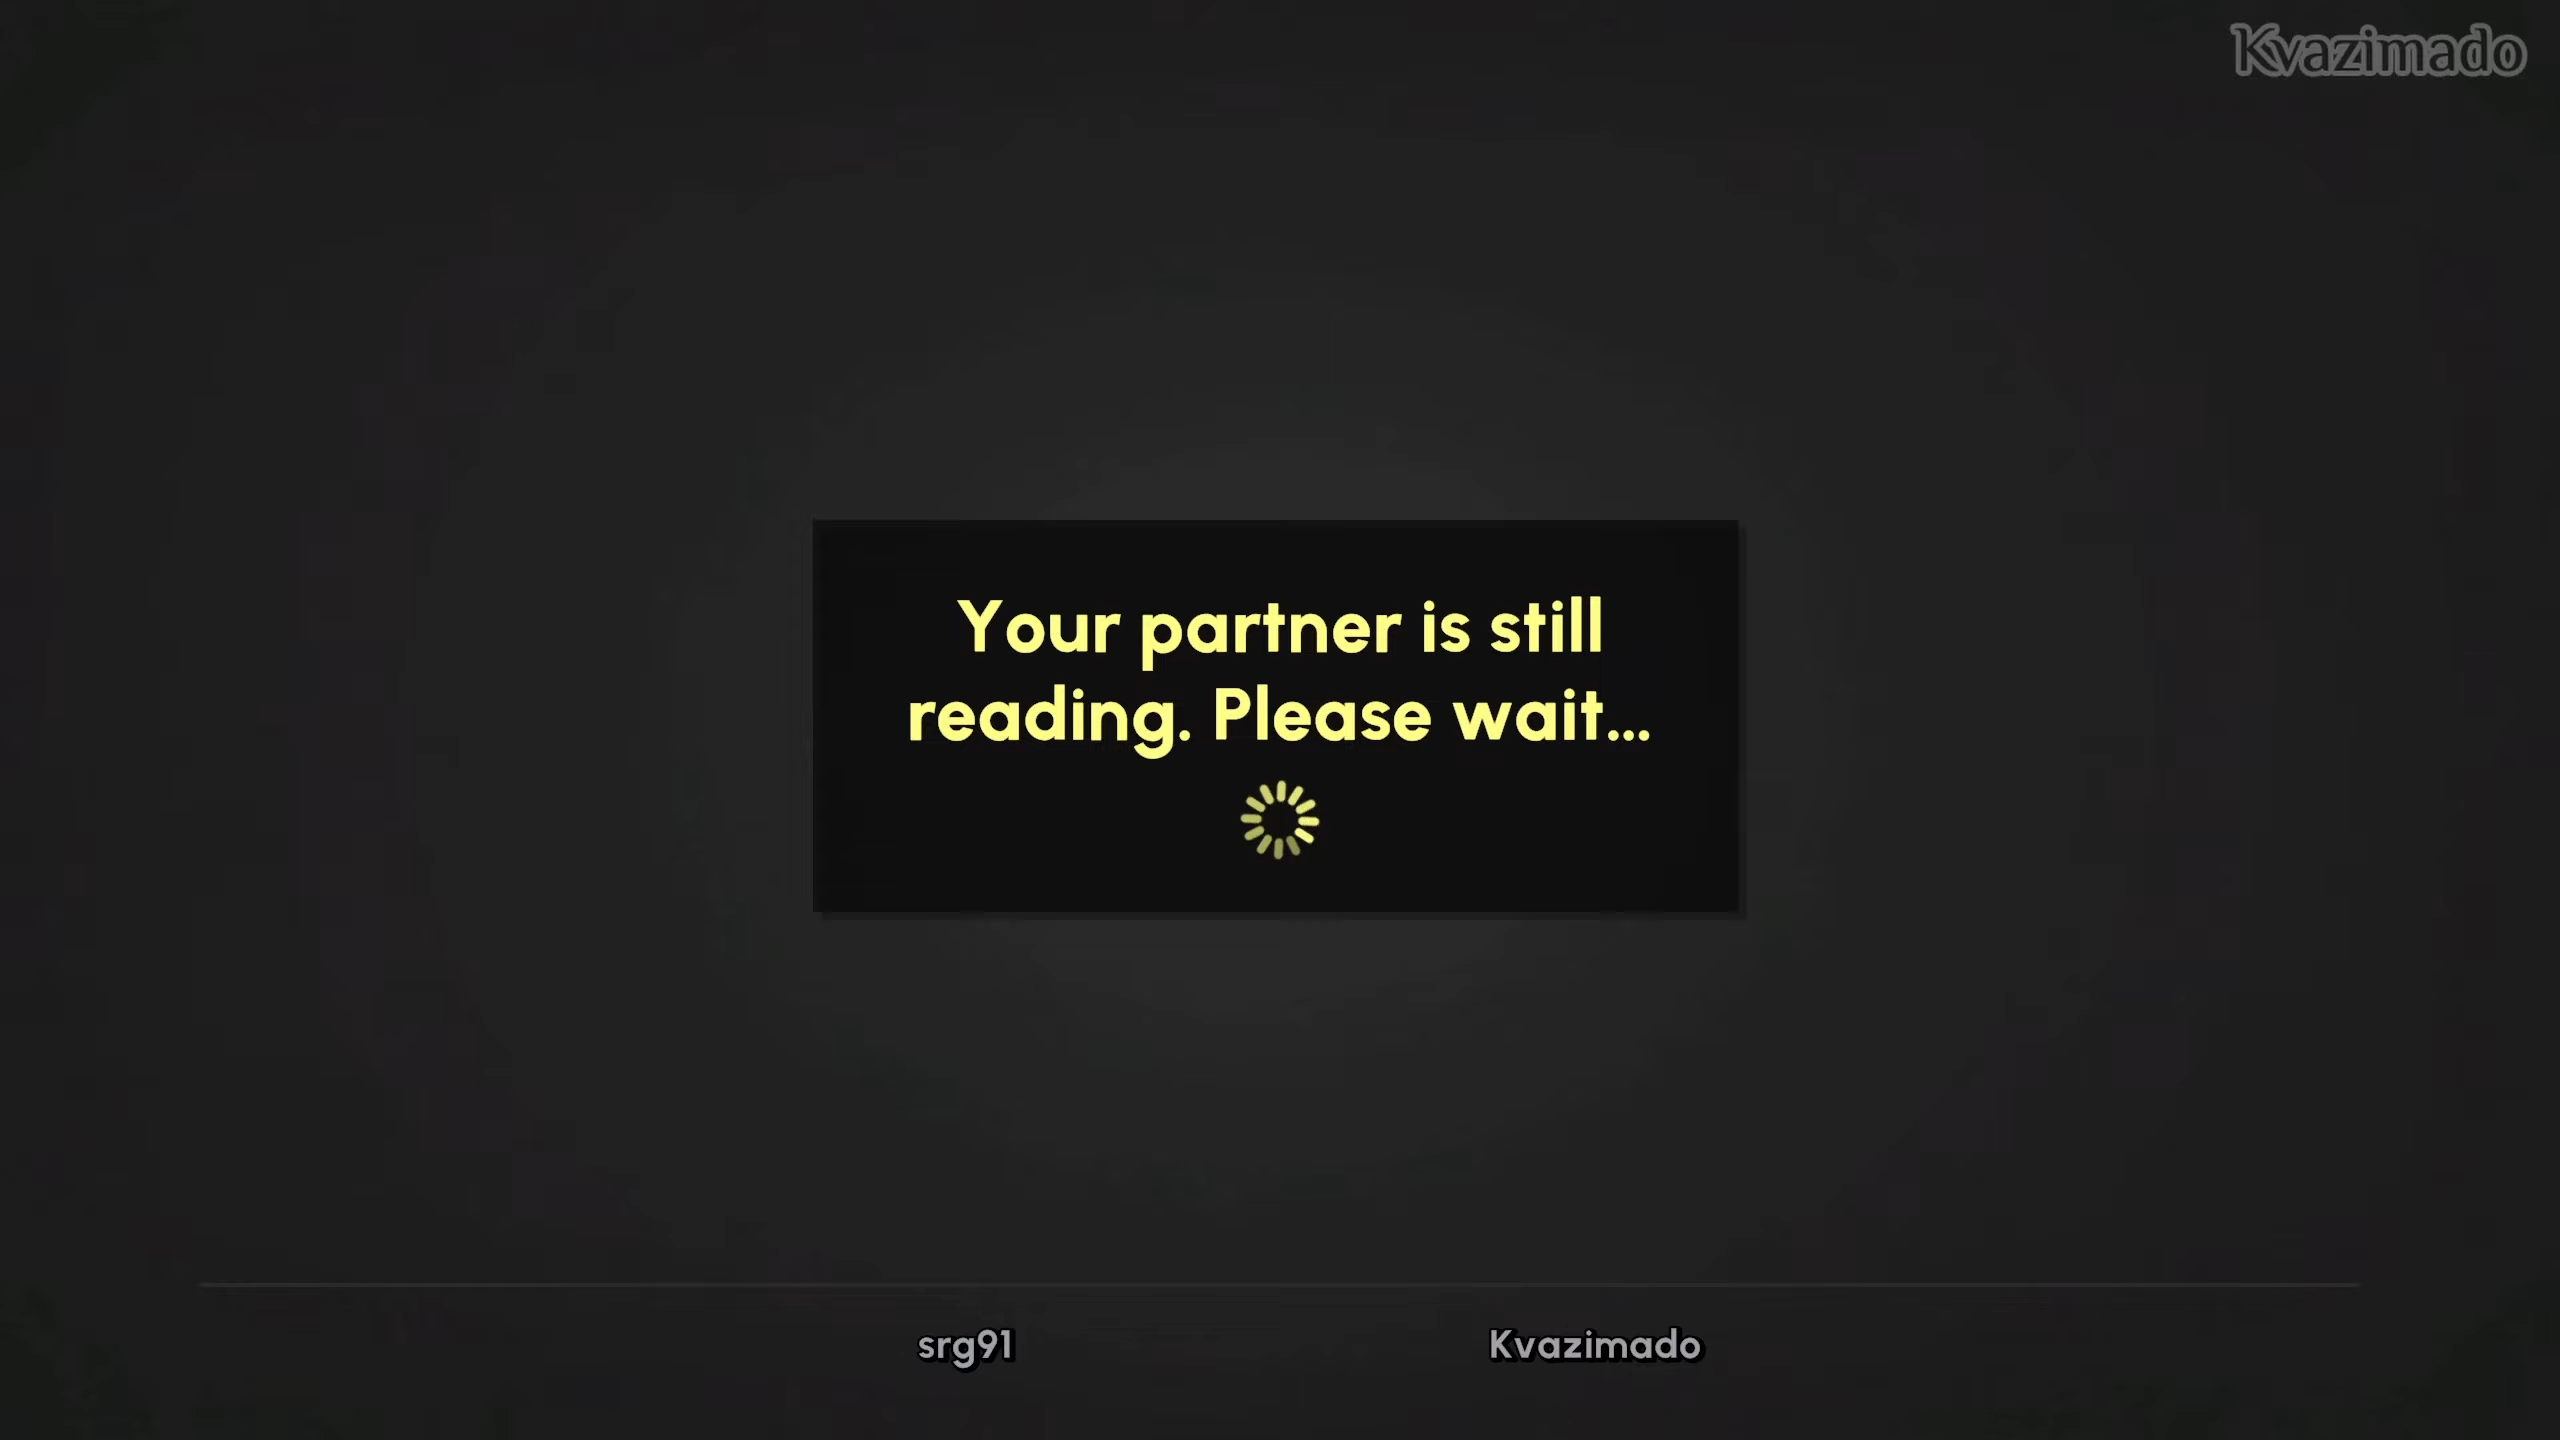 Kvazimado
Your partner is still
reading. Please wait...
srg91
Kvazimado